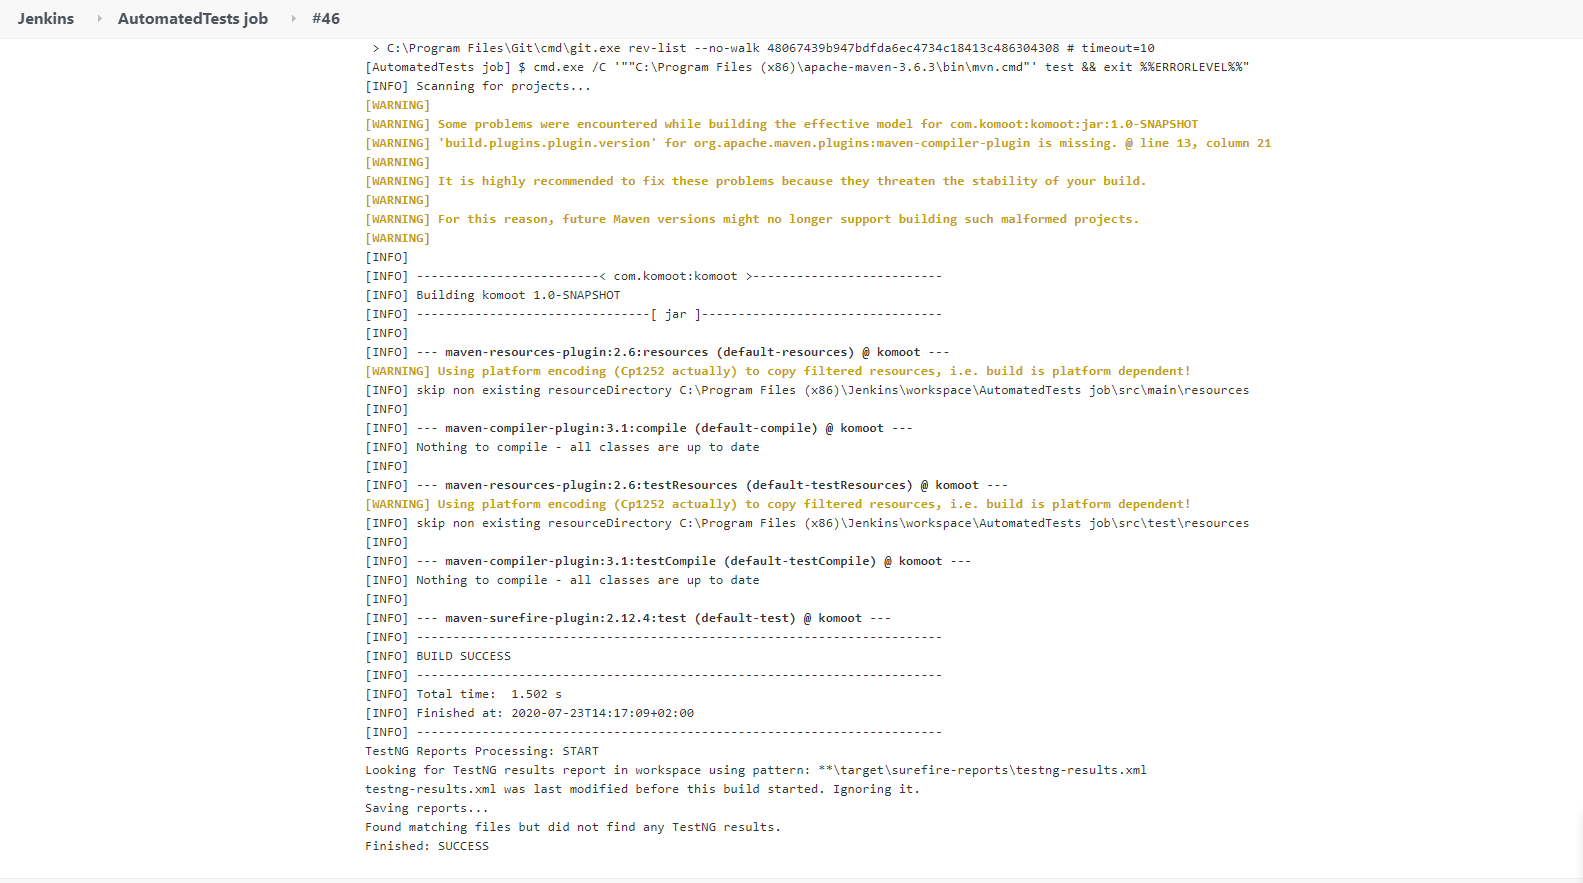 Jenkins › AutomatedTests job › #46
> C:\Program Files\Git\cmd\git.exe rev-list --no-walk 48067439b947bdfda6ec4734c18413c486304308 # timeout=10
[AutomatedTests job] $ cmd.exe /C '""C:\Program Files (x86)\apache-maven-3.6.3\bin\mvn.cmd"' test && exit %%ERRORLEVEL%%"
[INFO] Scanning for projects...
[WARNING]
[WARNING] Some problems were encountered while building the effective model for com.komoot:komoot:jar:1.0-SNAPSHOT
[WARNING] 'build.plugins.plugin.version' for org.apache.maven.plugins:maven-compiler-plugin is missing. @ line 13, column 21
[WARNING]
[WARNING] It is highly recommended to fix these problems because they threaten the stability of your build.
[WARNING]
[WARNING] For this reason, future Maven versions might no longer support building such malformed projects.
[WARNING]
[INFO]
[INFO] -------------------------< com.komoot:komoot >--------------------------
[INFO] Building komoot 1.0-SNAPSHOT
[INFO] --------------------------------[ jar ]---------------------------------
[INFO]
[INFO] --- maven-resources-plugin:2.6:resources (default-resources) @ komoot ---
[WARNING] Using platform encoding (Cp1252 actually) to copy filtered resources, i.e. build is platform dependent!
[INFO] skip non existing resourceDirectory C:\Program Files (x86)\Jenkins\workspace\AutomatedTests job\src\main\resources
[INFO]
[INFO] --- maven-compiler-plugin:3.1:compile (default-compile) @ komoot ---
[INFO] Nothing to compile - all classes are up to date
[INFO]
[INFO] --- maven-resources-plugin:2.6:testResources (default-testResources) @ komoot ---
[WARNING] Using platform encoding (Cp1252 actually) to copy filtered resources, i.e. build is platform dependent!
[INFO] skip non existing resourceDirectory C:\Program Files (x86)\Jenkins\workspace\AutomatedTests job\src\test\resources
[INFO]
[INFO] --- maven-compiler-plugin:3.1:testCompile (default-testCompile) @ komoot ---
[INFO] Nothing to compile - all classes are up to date
[INFO]
[INFO] --- maven-surefire-plugin:2.12.4:test (default-test) @ komoot ---
[INFO] ------------------------------------------------------------------------
[INFO] BUILD SUCCESS
[INFO] ------------------------------------------------------------------------
[INFO] Total time:  1.502 s
[INFO] Finished at: 2020-07-23T14:17:09+02:00
[INFO] ------------------------------------------------------------------------
TestNG Reports Processing: START
Looking for TestNG results report in workspace using pattern: **\target\surefire-reports\testng-results.xml
testng-results.xml was last modified before this build started. Ignoring it.
Saving reports...
Found matching files but did not find any TestNG results.
Finished: SUCCESS